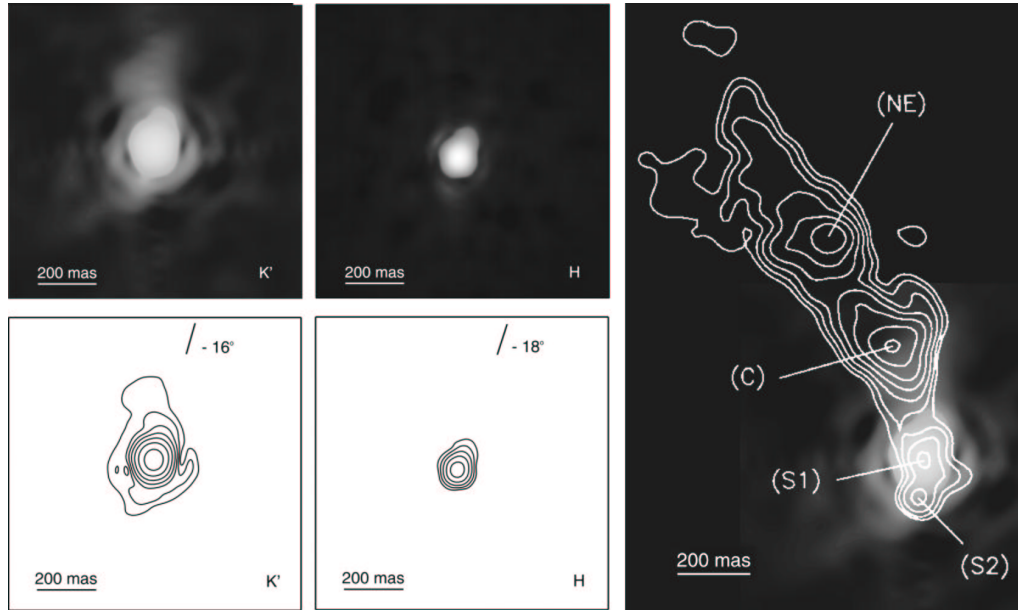 200 mas K'
200 mas H
- 16°
200 mas K'
- 18°
200 mas H
(NE)
(C)
(S1)
(S2)
200 mas